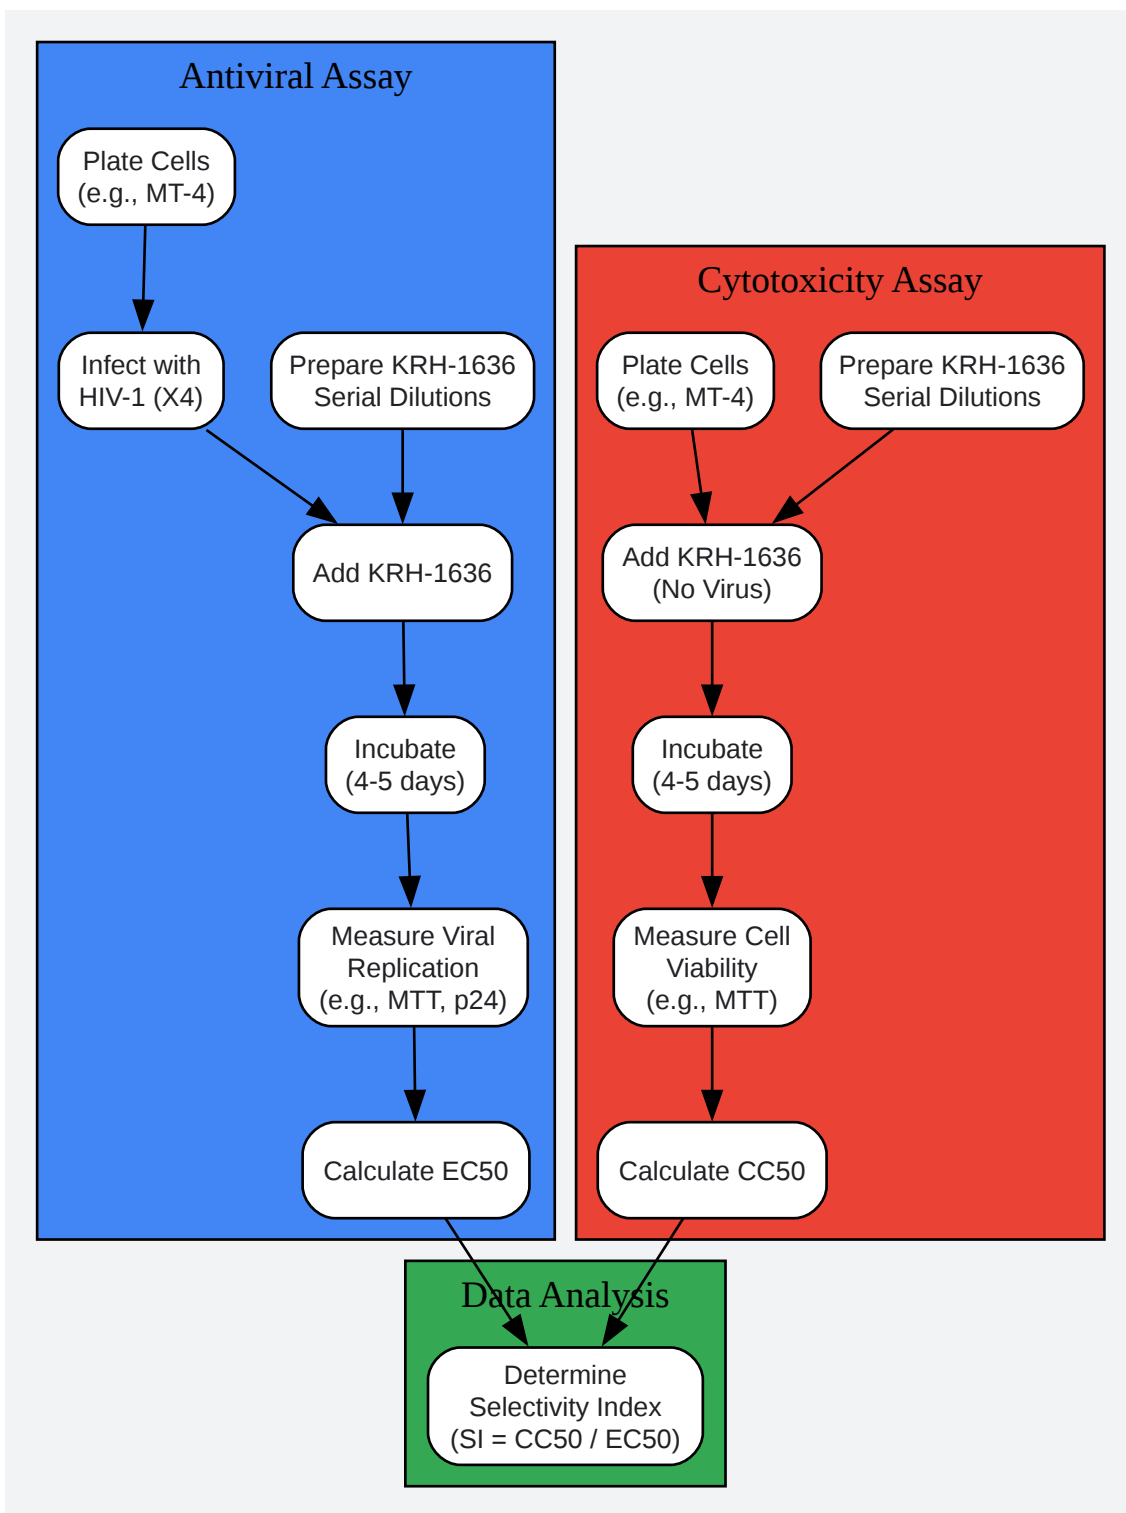 Antiviral Assay
Plate Cells
(e.g., MT-4)
Infect with
HIV-1 (X4)
Prepare KRH-1636
Serial Dilutions
Add KRH-1636
Incubate
(4-5 days)
Measure Viral
Replication
(e.g., MTT, p24)
Calculate EC50
Cytotoxicity Assay
Plate Cells
(e.g., MT-4)
Prepare KRH-1636
Serial Dilutions
Add KRH-1636
(No Virus)
Incubate
(4-5 days)
Measure Cell
Viability
(e.g., MTT)
Calculate CC50
Data Analysis
Determine
Selectivity Index
(SI = CC50 / EC50)